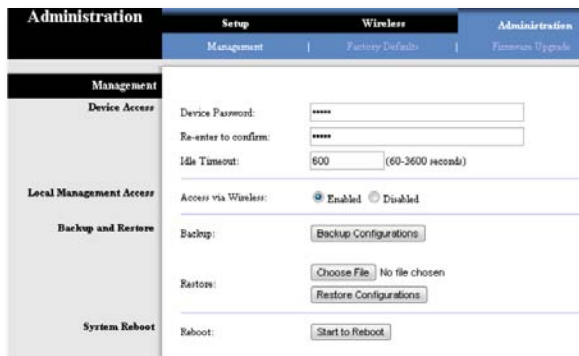 Administration
Setup Wireless Administration
Management | Factory Defaults | Firmware Upgrade
Management
Device Access
Device Password: •••••
Re-enter to confirm: •••••
Idle Timeout: 600 (60-3600 seconds)
Local Management Access
Access via Wireless: Enabled Disabled
Backup and Restore
Backup: Backup Configurations
Restore: Choose File No file chosen
Restore Configurations
System Reboot
Reboot: Start to Reboot